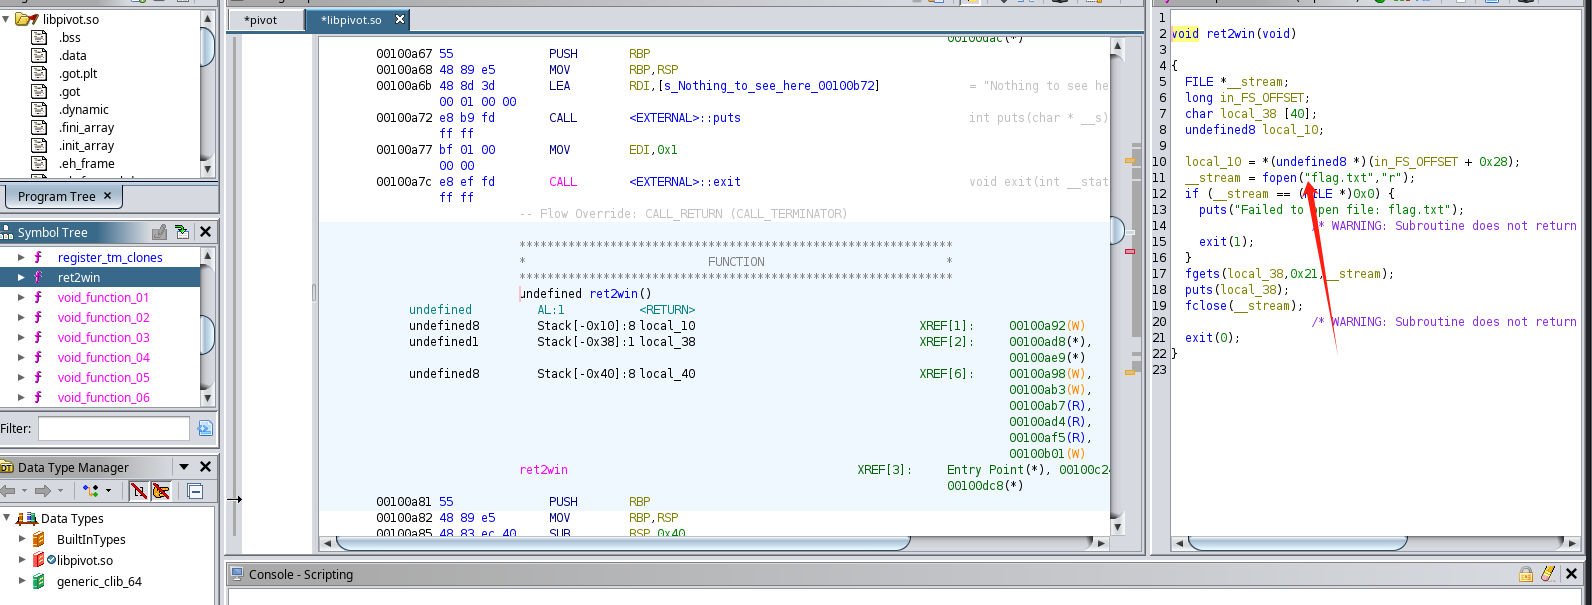 libpivot.so
.bss
.data
.got.plt
.got
.dynamic
.fini_array
.init_array
.eh_frame
Program Tree ×
Symbol Tree
register_tm_clones
f ret2win
f void_function_01
f void_function_02
f void_function_03
f void_function_04
f void_function_05
f void_function_06
Filter:
Data Type Manager
Data Types
BuiltInTypes
libpivot.so
generic_clib_64
*pivot
*libpivot.so ×
00100dac(*)
00100a67 55 PUSH RBP
00100a68 48 89 e5 MOV RBP,RSP
00100a6b 48 8d 3d LEA RDI,[s_Nothing_to_see_here_00100b72] = "Nothing to see he
00 01 00 00
00100a72 e8 b9 fd CALL <EXTERNAL>::puts int puts(char * __s)
ff ff
00100a77 bf 01 00 MOV EDI,0x1
00 00
00100a7c e8 ef fd CALL <EXTERNAL>::exit void exit(int __stat
ff ff
-- Flow Override: CALL_RETURN (CALL_TERMINATOR)
*************************************************************
* FUNCTION *
*************************************************************
undefined ret2win()
undefined AL:1 <RETURN>
undefined8 Stack[-0x10]:8 local_10 XREF[1]: 00100a92(W)
undefined1 Stack[-0x38]:1 local_38 XREF[2]: 00100ad8(*),
00100ae9(*)
undefined8 Stack[-0x40]:8 local_40 XREF[6]: 00100a98(W),
00100ab3(W),
00100ab7(R),
00100ad4(R),
00100af5(R),
00100b01(W)
ret2win XREF[3]: Entry Point(*), 00100c24
00100dc8(*)
00100a81 55 PUSH RBP
00100a82 48 89 e5 MOV RBP,RSP
00100a85 48 83 ec 40 SUB RSP,0x40
Console - Scripting
1
2 void ret2win(void)
3
4 {
5 FILE *__stream;
6 long in_FS_OFFSET;
7 char local_38 [40];
8 undefined8 local_10;
9
10 local_10 = *(undefined8 *)(in_FS_OFFSET + 0x28);
11 __stream = fopen("flag.txt","r");
12 if (__stream == (FILE *)0x0) {
13 puts("Failed to open file: flag.txt");
14 /* WARNING: Subroutine does not return
15 exit(1);
16 }
17 fgets(local_38,0x21,__stream);
18 puts(local_38);
19 fclose(__stream);
20 /* WARNING: Subroutine does not return
21 exit(0);
22 }
23